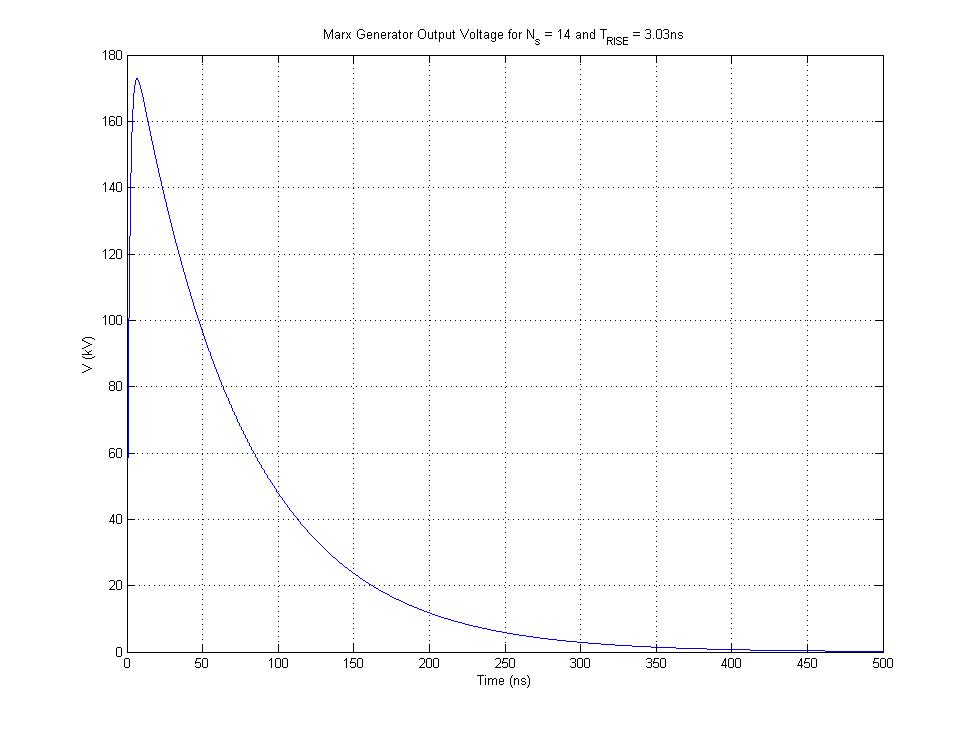 Marx Generator Output Voltage for Ns = 14 and TRISE = 3.03ns
180
160
140
120
100
80
60
40
20
0
V (kV)
0 50 100 150 200 250 300 350 400 450 500
Time (ns)